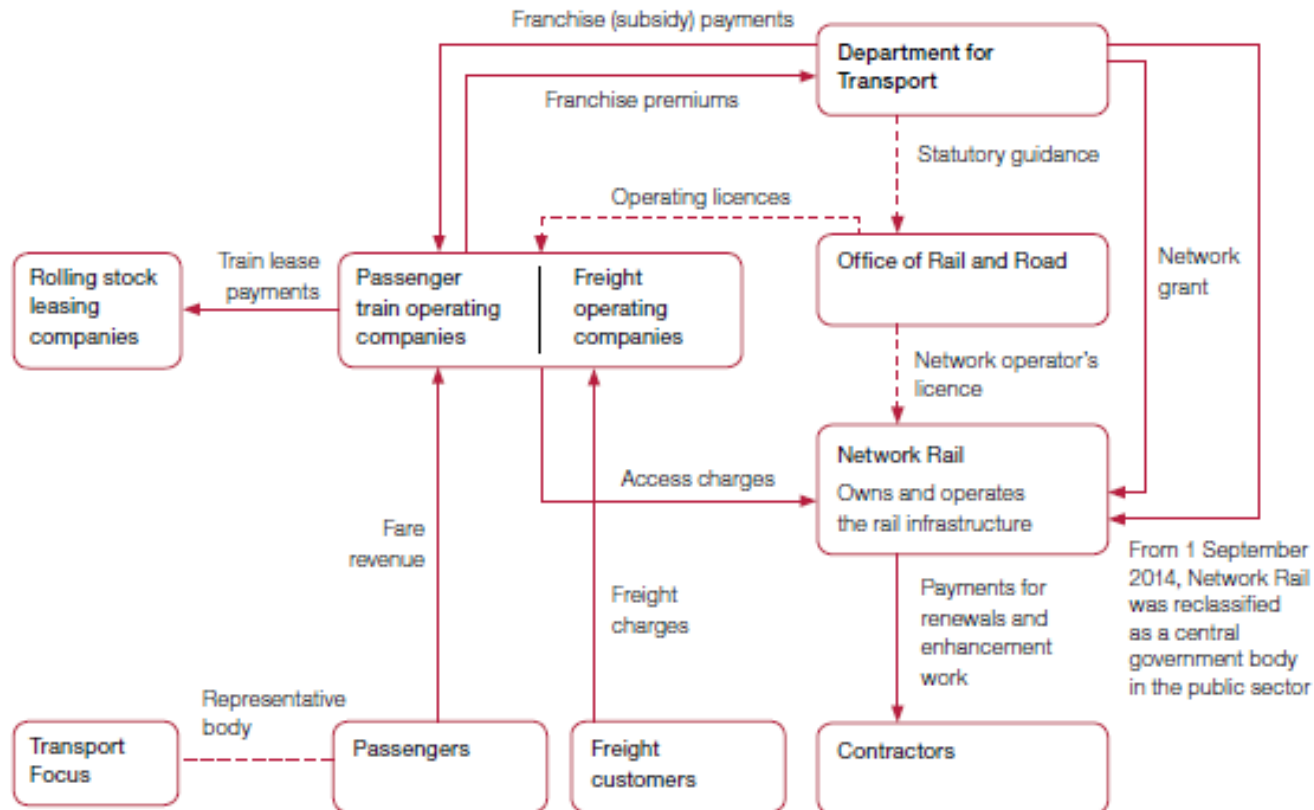 Franchise (subsidy) payments
Department for
Transport
Franchise premiums
Statutory guidance
Operating licences
Rolling stock
leasing
companies
Train lease
payments
Passenger
train operating
companies
Freight
operating
companies
Office of Rail and Road
Network
grant
Network operator's
licence
Network Rail
Owns and operates
the rail infrastructure
Access charges
Fare
revenue
Freight
charges
Payments for
renewals and
enhancement
work
From 1 September
2014, Network Rail
was reclassified
as a central
government body
in the public sector
Representative
body
Transport
Focus
Passengers
Freight
customers
Contractors